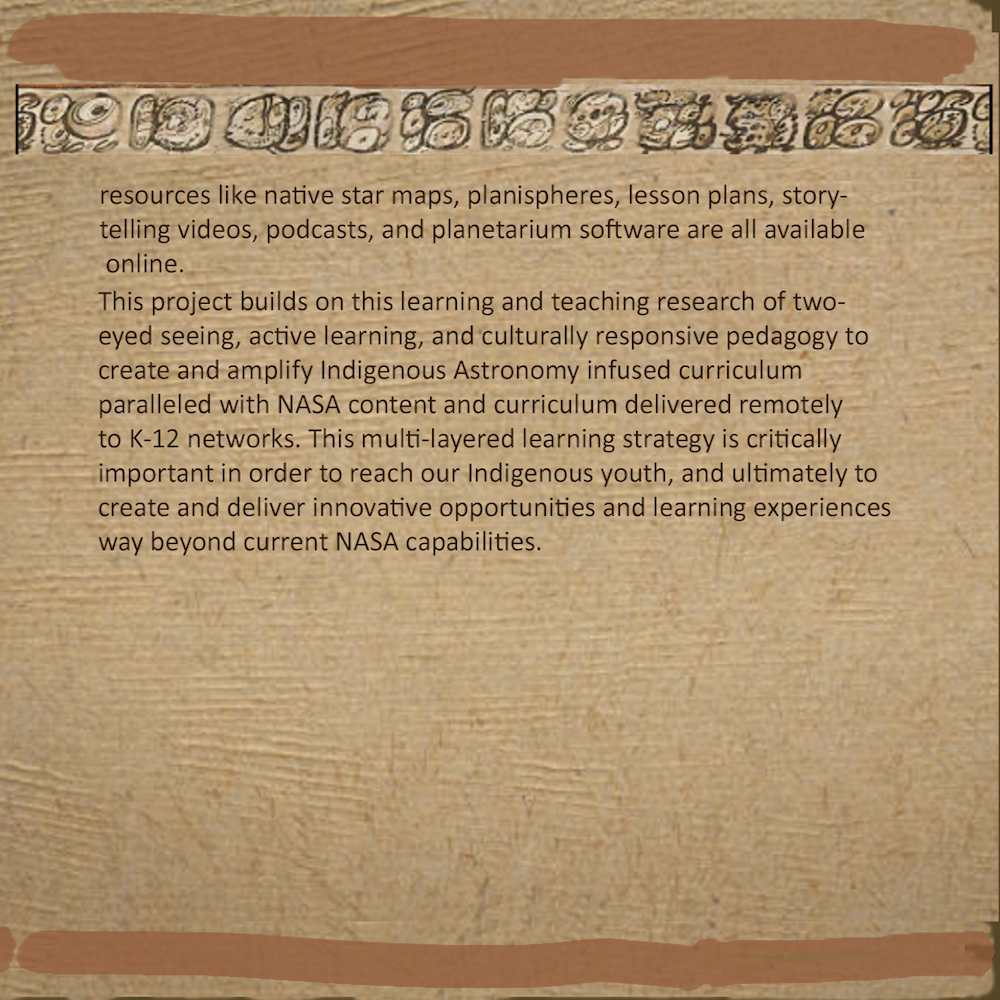 resources like native star maps, planispheres, lesson plans, story-
telling videos, podcasts, and planetarium software are all available
online.
This project builds on this learning and teaching research of two-
eyed seeing, active learning, and culturally responsive pedagogy to
create and amplify Indigenous Astronomy infused curriculum
paralleled with NASA content and curriculum delivered remotely
to K-12 networks. This multi-layered learning strategy is critically
important in order to reach our Indigenous youth, and ultimately to
create and deliver innovative opportunities and learning experiences
way beyond current NASA capabilities.